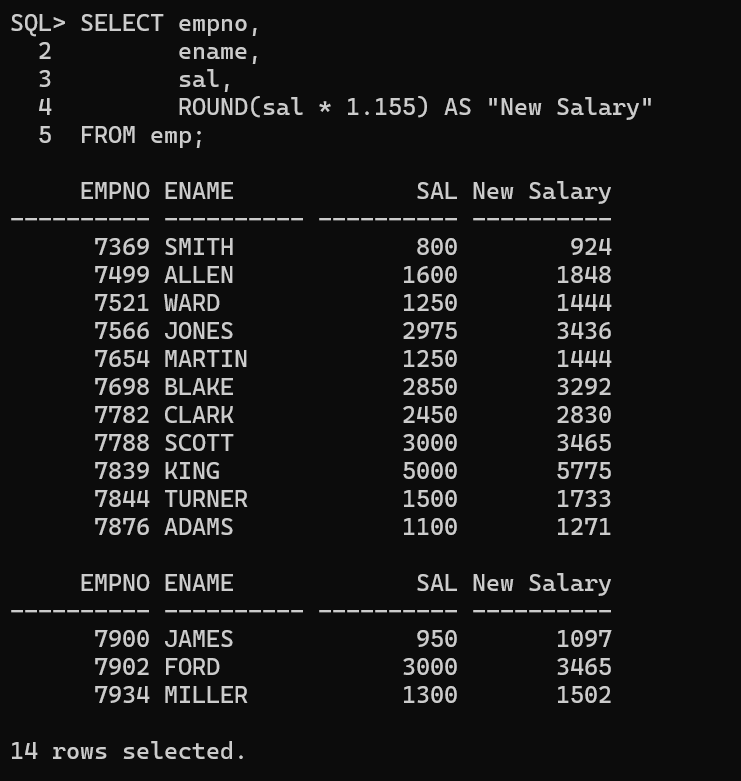 SQL> SELECT empno,
  2         ename,
  3         sal,
  4         ROUND(sal * 1.155) AS "New Salary"
  5  FROM emp;

     EMPNO ENAME             SAL New Salary
---------- ---------- ---------- ----------
      7369 SMITH             800        924
      7499 ALLEN            1600       1848
      7521 WARD             1250       1444
      7566 JONES            2975       3436
      7654 MARTIN           1250       1444
      7698 BLAKE            2850       3292
      7782 CLARK            2450       2830
      7788 SCOTT            3000       3465
      7839 KING             5000       5775
      7844 TURNER           1500       1733
      7876 ADAMS            1100       1271

     EMPNO ENAME             SAL New Salary
---------- ---------- ---------- ----------
      7900 JAMES             950       1097
      7902 FORD             3000       3465
      7934 MILLER           1300       1502

14 rows selected.